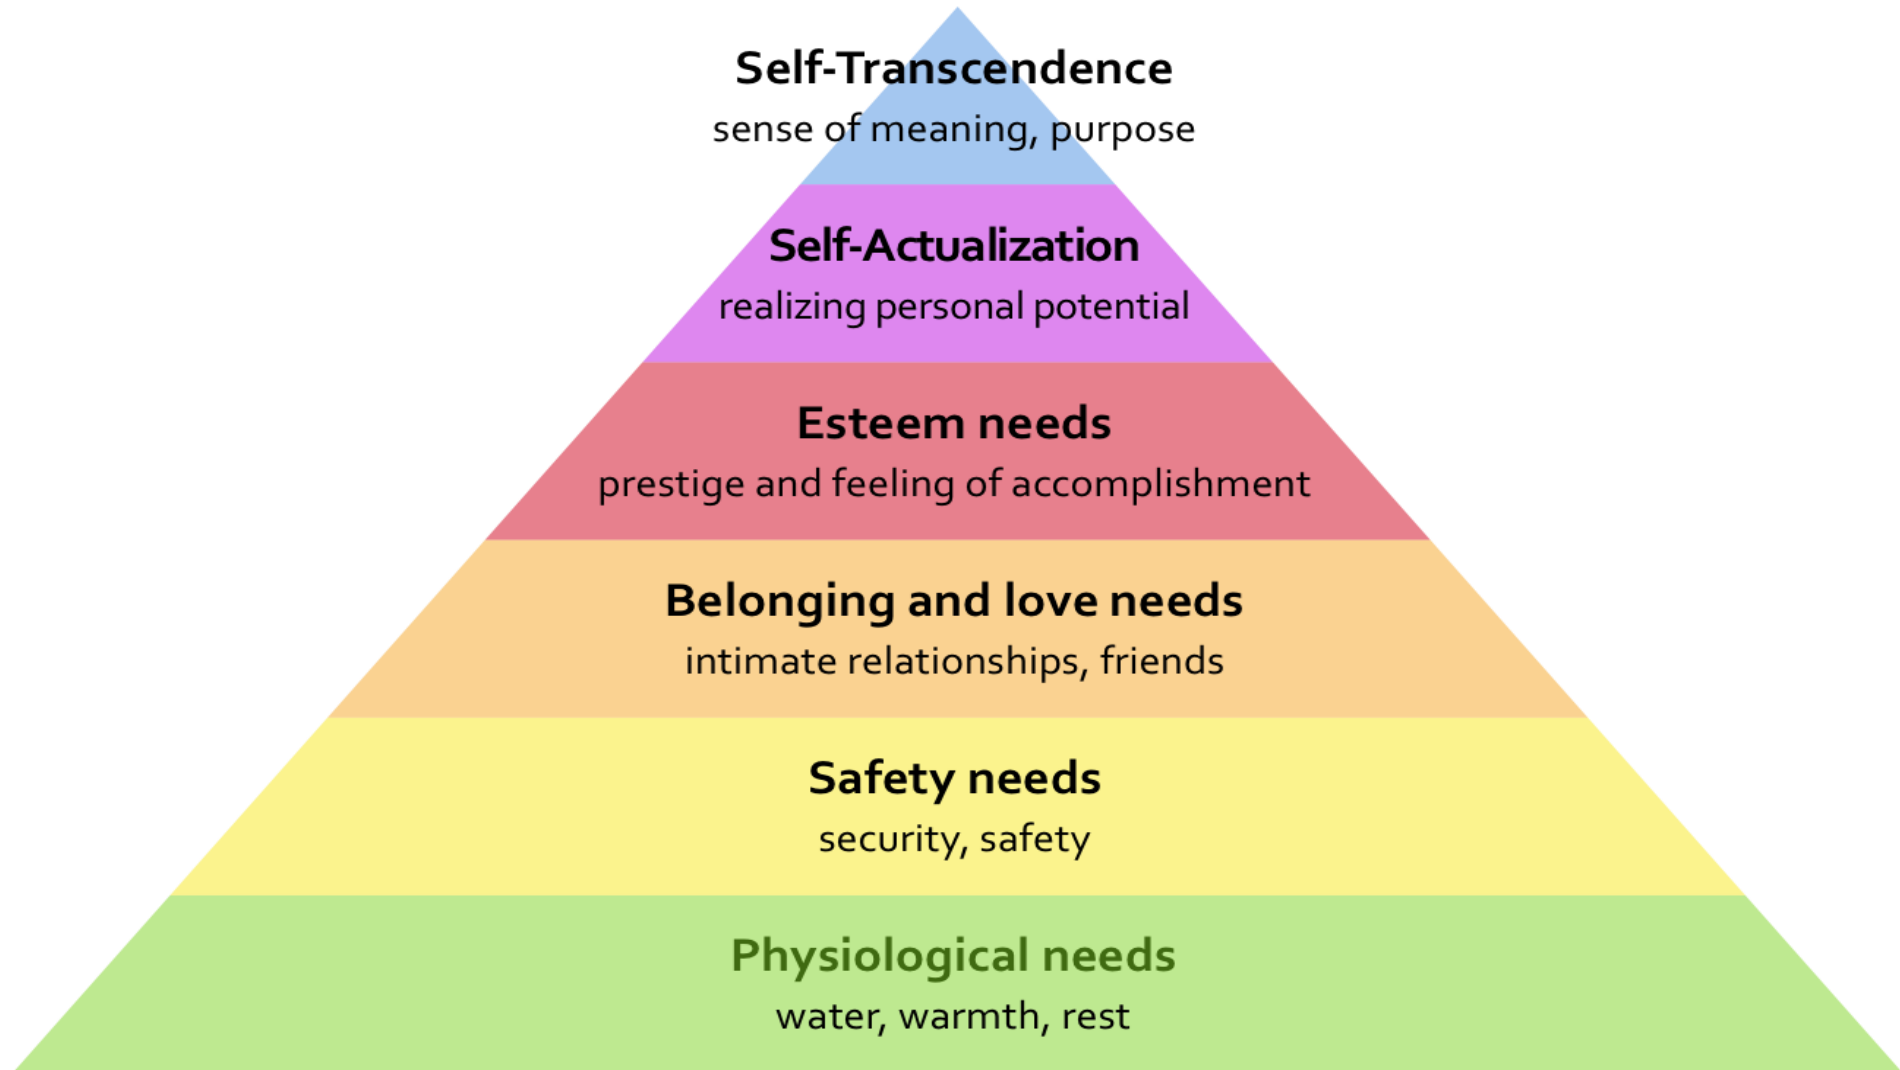 Self-Transcendence
sense of meaning, purpose
Self-Actualization
realizing personal potential
Esteem needs
prestige and feeling of accomplishment
Belonging and love needs
intimate relationships, friends
Safety needs
security, safety
Physiological needs
water, warmth, rest